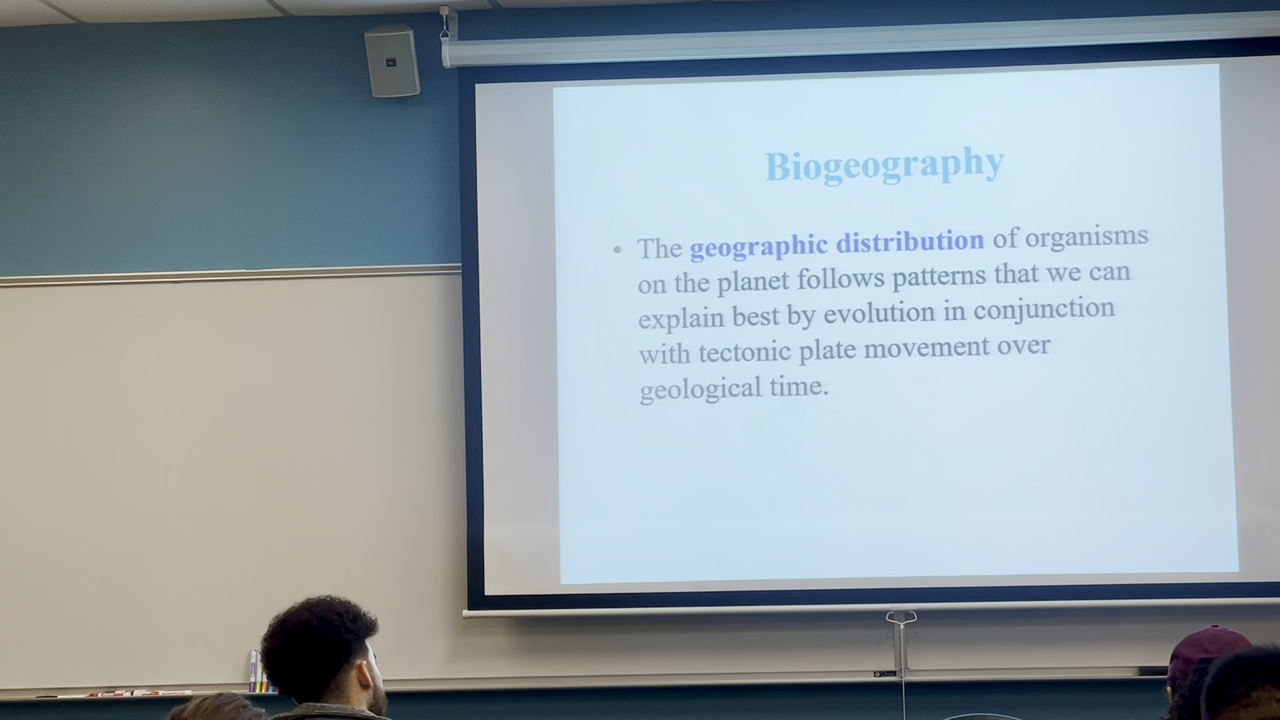 Biogeography
• The geographic distribution of organisms
on the planet follows patterns that we can
explain best by evolution in conjunction
with tectonic plate movement over
geological time.